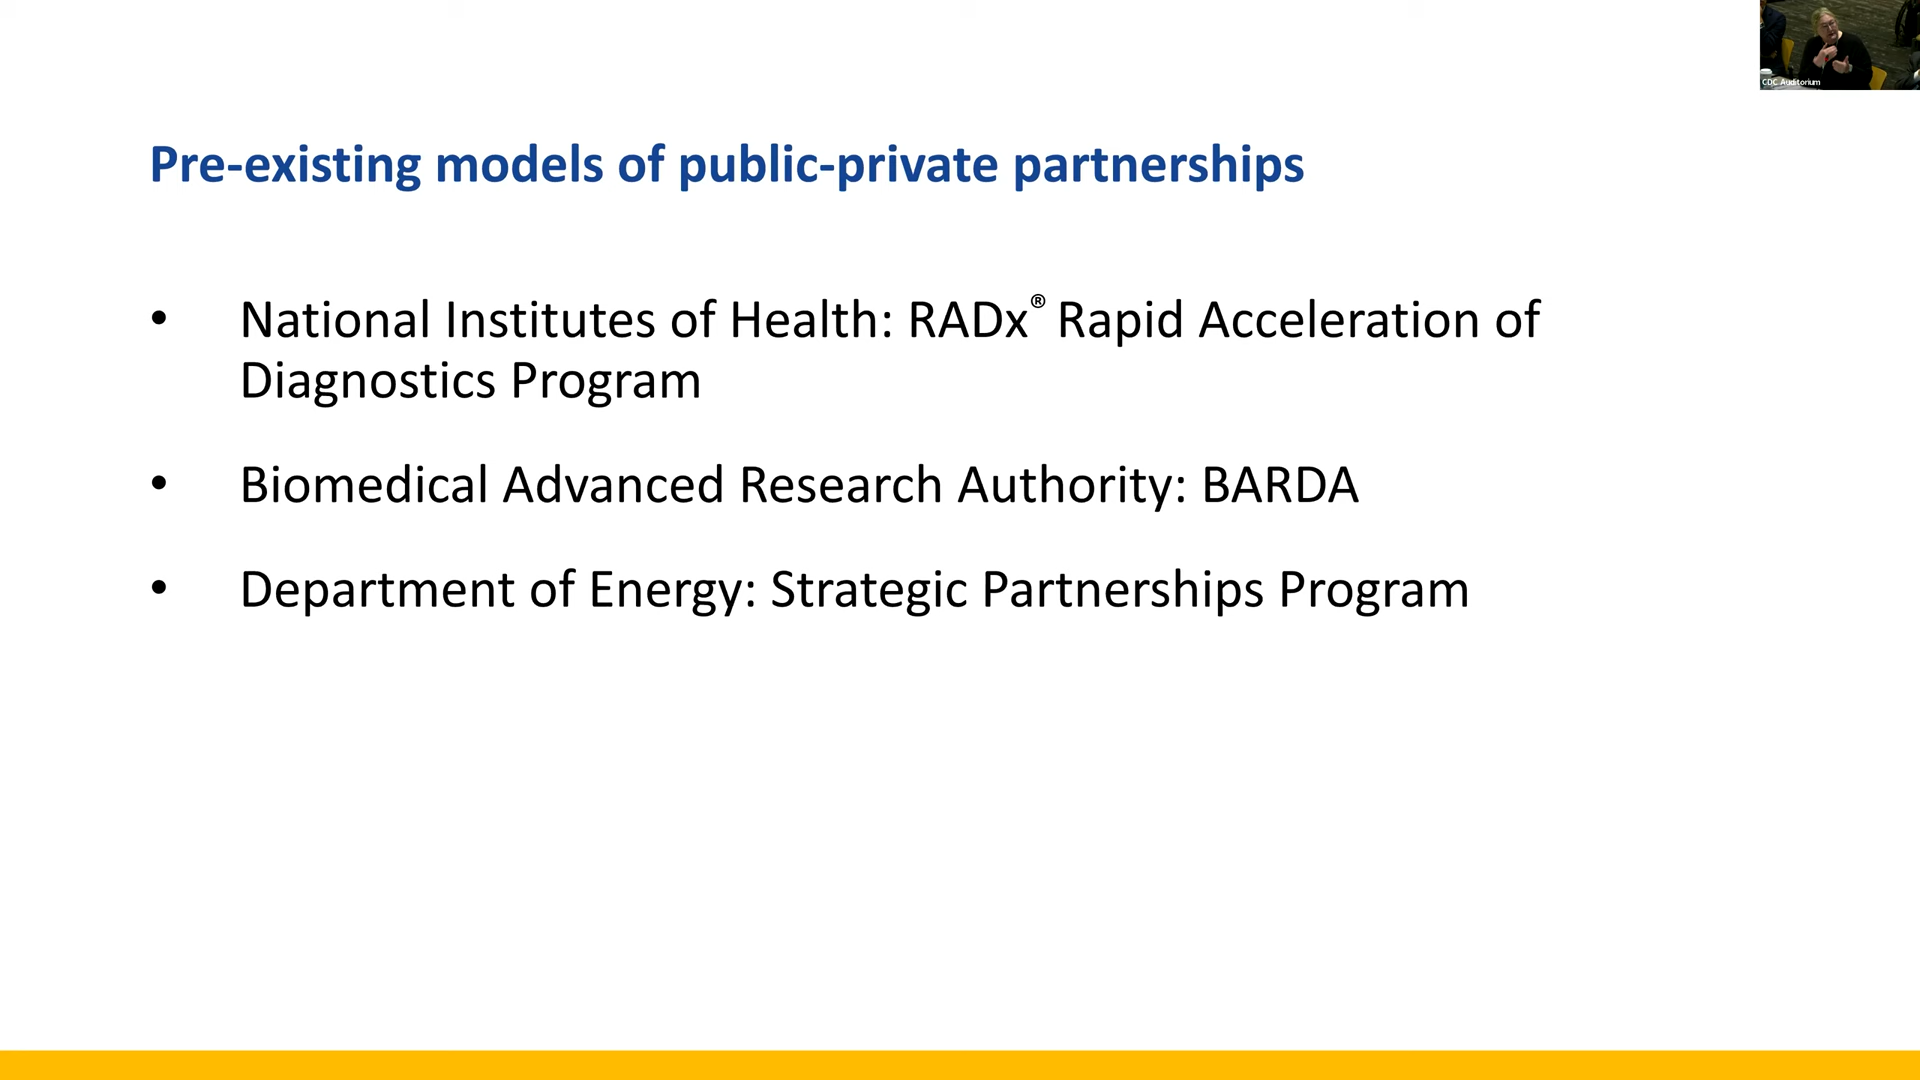 CDC Auditorium
Pre-existing models of public-private partnerships
• National Institutes of Health: RADx® Rapid Acceleration of
Diagnostics Program
• Biomedical Advanced Research Authority: BARDA
• Department of Energy: Strategic Partnerships Program